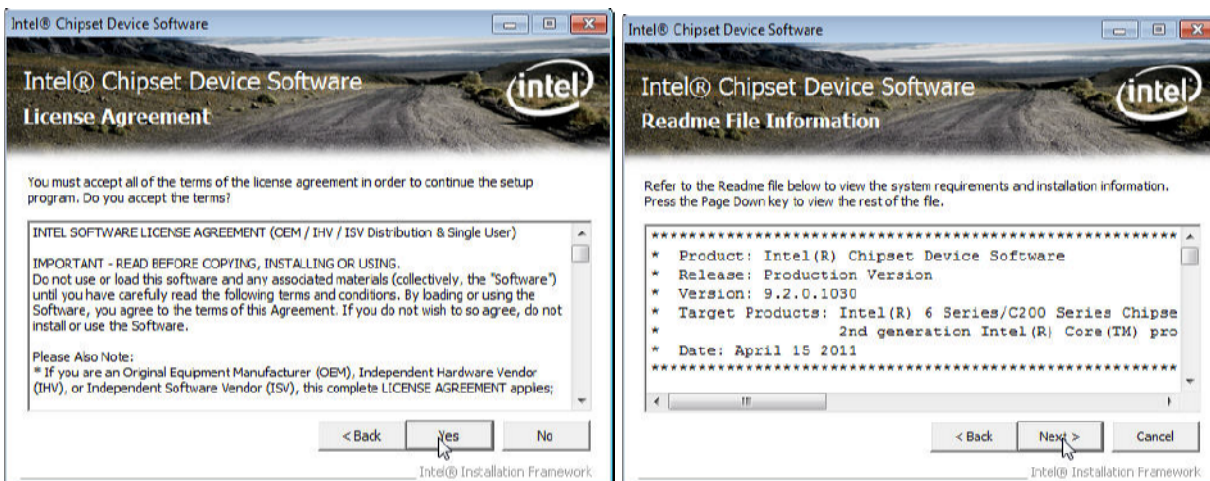 Intel® Chipset Device Software
Intel® Chipset Device Software
License Agreement
intel
You must accept all of the terms of the license agreement in order to continue the setup
program. Do you accept the terms?
INTEL SOFTWARE LICENSE AGREEMENT (OEM / IHV / ISV Distribution & Single User)
IMPORTANT - READ BEFORE COPYING, INSTALLING OR USING.
Do not use or load this software and any associated materials (collectively, the "Software")
until you have carefully read the following terms and conditions. By loading or using the
Software, you agree to the terms of this Agreement. If you do not wish to so agree, do not
install or use the Software.
Please Also Note:
* If you are an Original Equipment Manufacturer (OEM), Independent Hardware Vendor
(IHV), or Independent Software Vendor (ISV), this complete LICENSE AGREEMENT applies;
< Back Yes No
Intel® Installation Framework
Intel® Chipset Device Software
Intel® Chipset Device Software
Readme File Information
intel
Refer to the Readme file below to view the system requirements and installation information.
Press the Page Down key to view the rest of the file.
************************************************************
* Product: Intel(R) Chipset Device Software
* Release: Production Version
* Version: 9.2.0.1030
* Target Products: Intel(R) 6 Series/C200 Series Chipse
* 2nd generation Intel(R) Core(TM) pro
* Date: April 15 2011
************************************************************
< Back Next > Cancel
Intel® Installation Framework